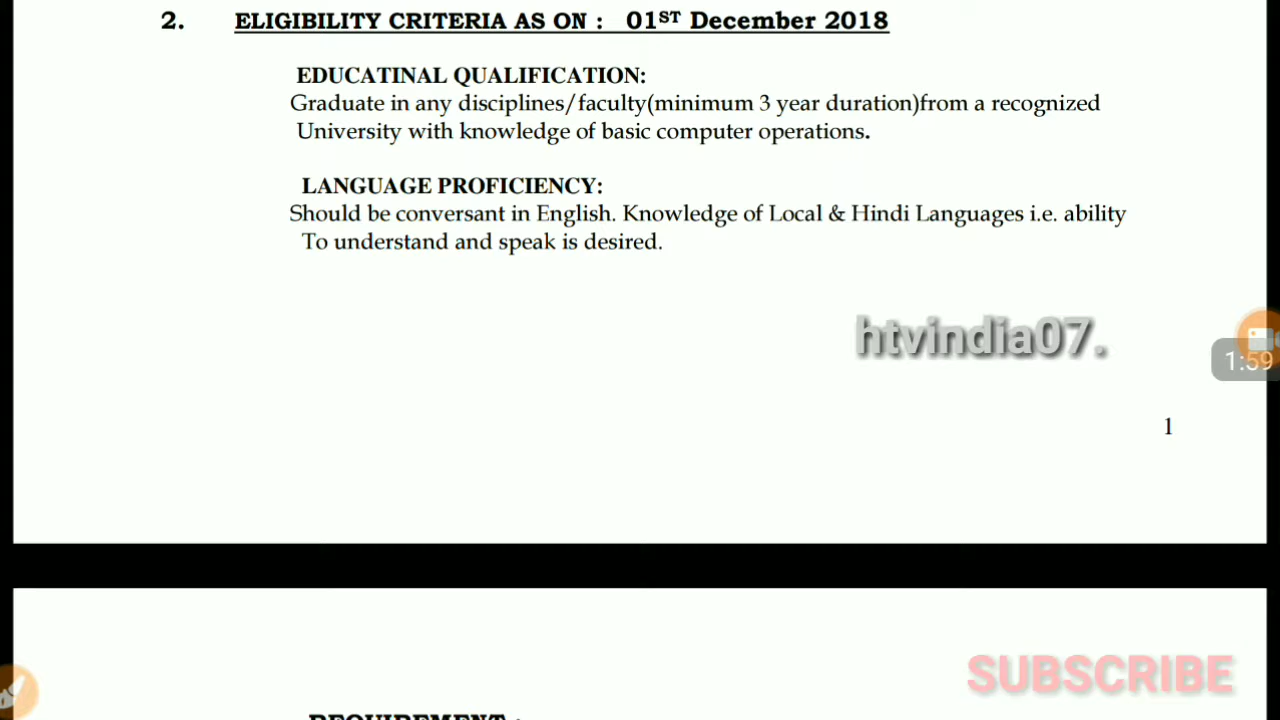 2. ELIGIBILITY CRITERIA AS ON : 01ST December 2018
EDUCATINAL QUALIFICATION:
Graduate in any disciplines/faculty(minimum 3 year duration)from a recognized
University with knowledge of basic computer operations.
LANGUAGE PROFICIENCY:
Should be conversant in English. Knowledge of Local & Hindi Languages i.e. ability
To understand and speak is desired.
htvindia07.
1:59
1
SUBSCRIBE
REQUIREMENT :